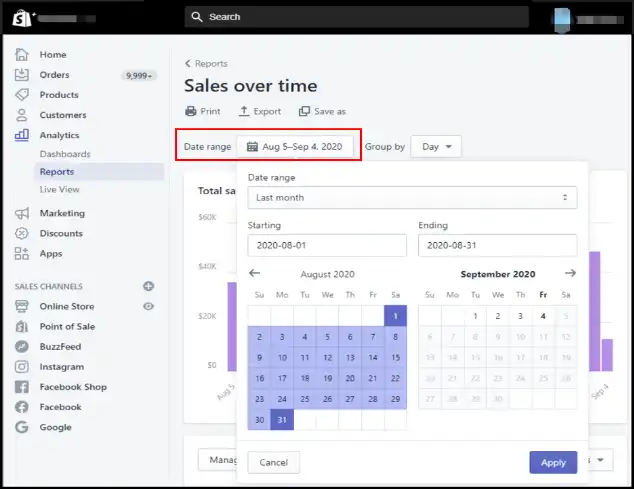 Search
Home
Orders 9,999+
Products
Customers
Analytics
Dashboards
Reports
Live View
Marketing
Discounts
Apps
SALES CHANNELS
Online Store
Point of Sale
BuzzFeed
Instagram
Facebook Shop
Facebook
Google
Reports
Sales over time
Print Export Save as
Date range Aug 5–Sep 4, 2020 Group by Day
Total sa
$60K
$40K
$20K
$0
Aug 5
Sep 4
Date range
Last month
Starting Ending
2020-08-01 2020-08-31
August 2020 September 2020
Su Mo Tu We Th Fr Sa Su Mo Tu We Th Fr Sa
1 1 2 3 4 5
2 3 4 5 6 7 8 6 7 8 9 10 11 12
9 10 11 12 13 14 15 13 14 15 16 17 18 19
16 17 18 19 20 21 22 20 21 22 23 24 25 26
23 24 25 26 27 28 29 27 28 29 30
30 31
Manag
Cancel Apply